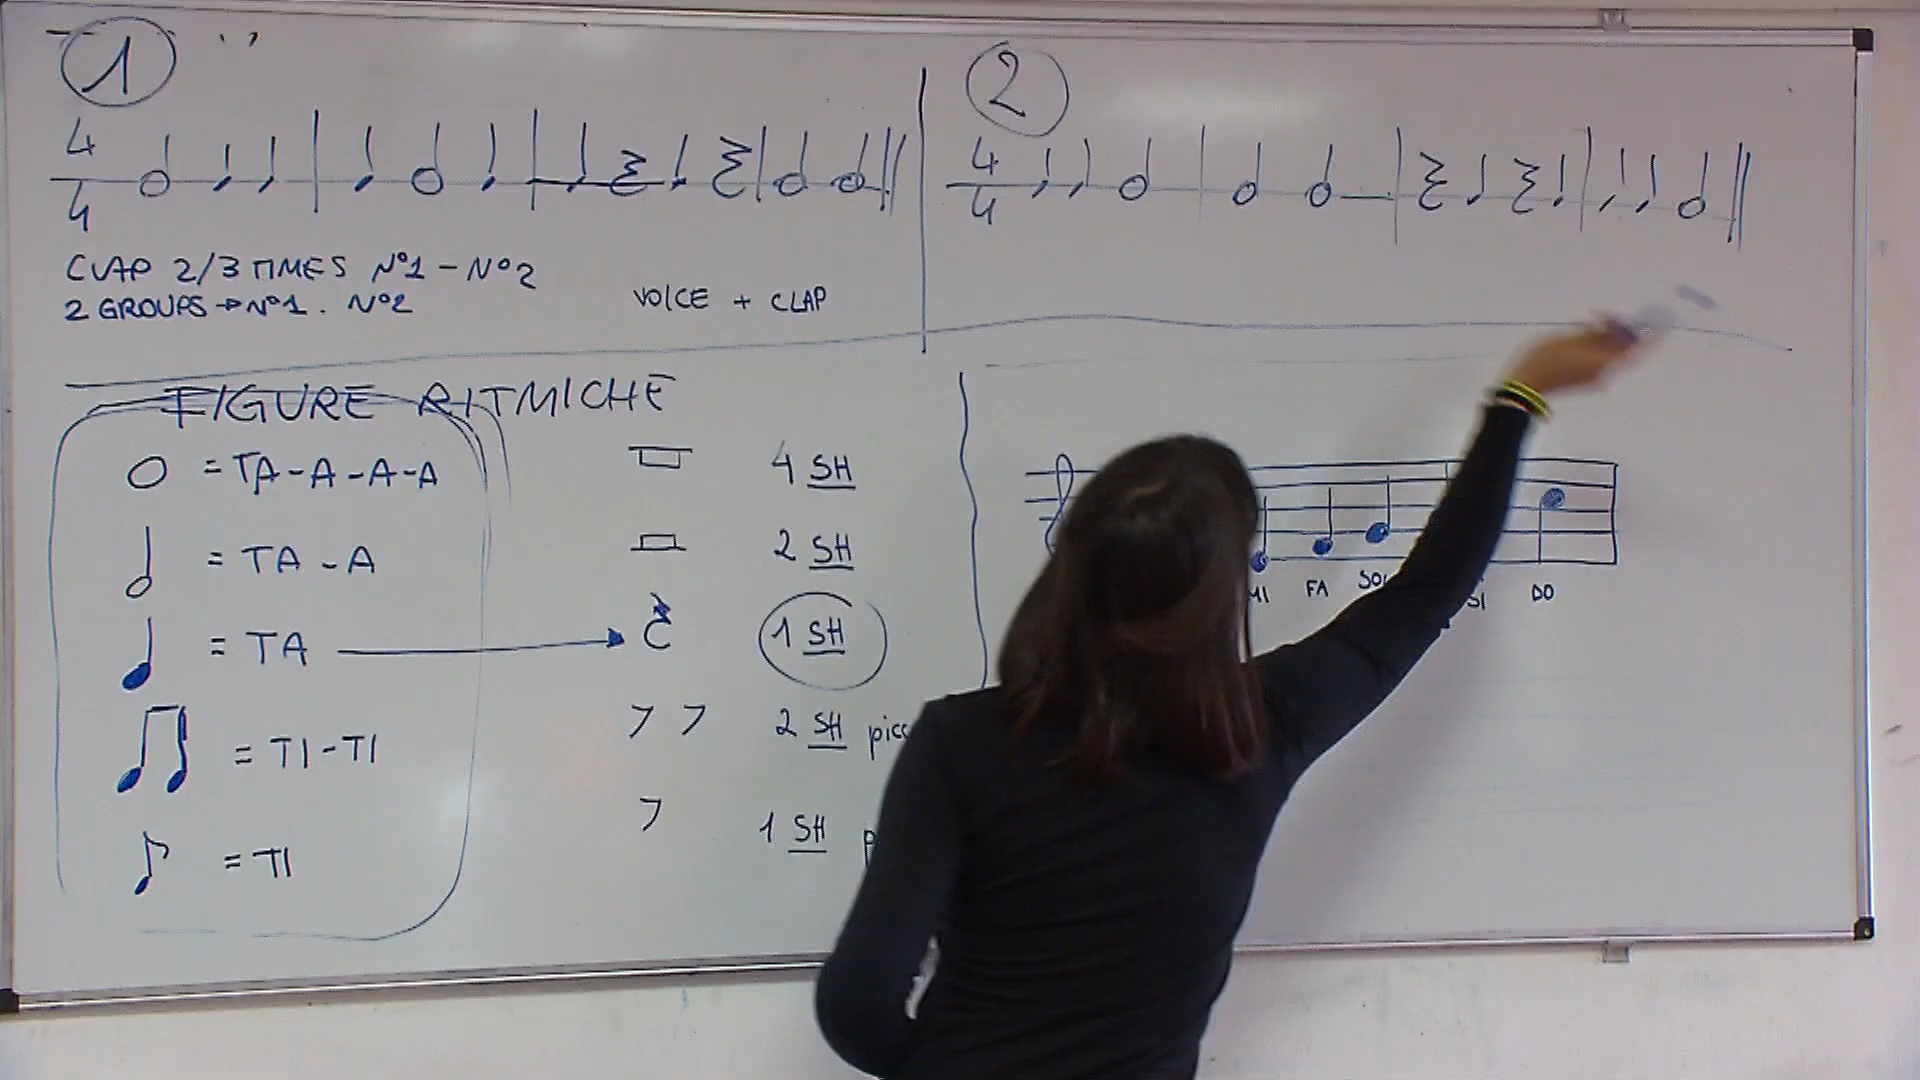 1
4
4
CLAP 2/3 TIMES N°1 - N°2
2 GROUPS → N°1. N°2
VOICE + CLAP
2
4
4
FIGURE RITMICHE
= TA-A-A-A
4 SH
= TA-A
2 SH
= TA
1 SH
= TI-TI
2 SH
= TI
1 SH
FA
SI
DO